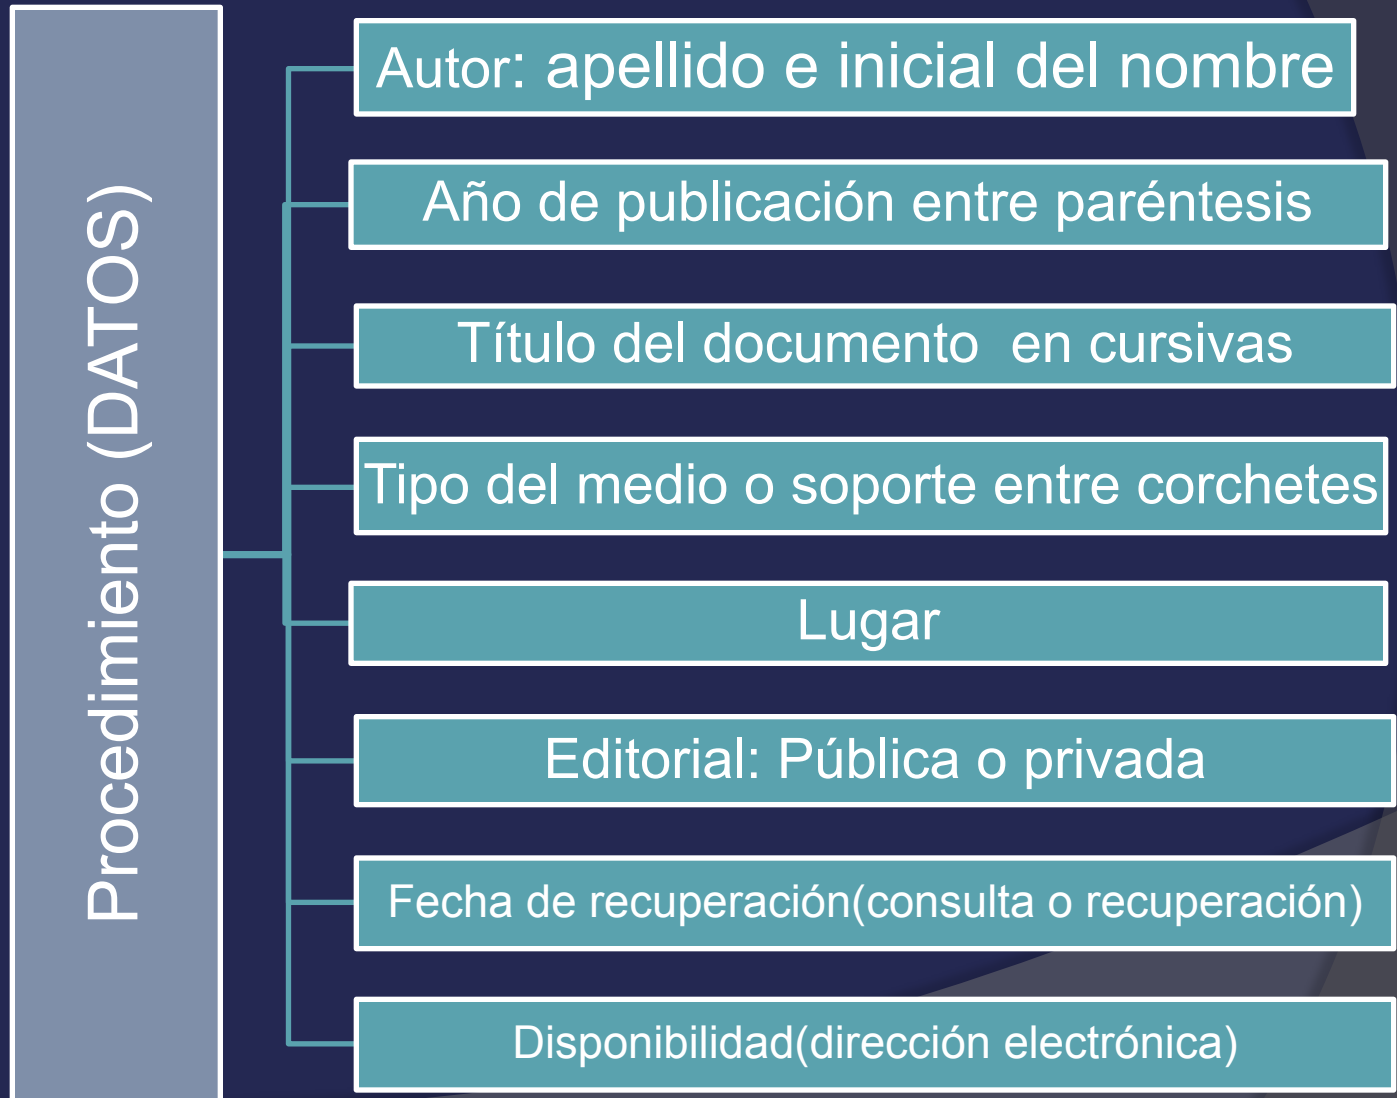 Procedimiento (DATOS)
Autor: apellido e inicial del nombre
Año de publicación entre paréntesis
Título del documento  en cursivas
Tipo del medio o soporte entre corchetes
Lugar
Editorial: Pública o privada
Fecha de recuperación(consulta o recuperación)
Disponibilidad(dirección electrónica)